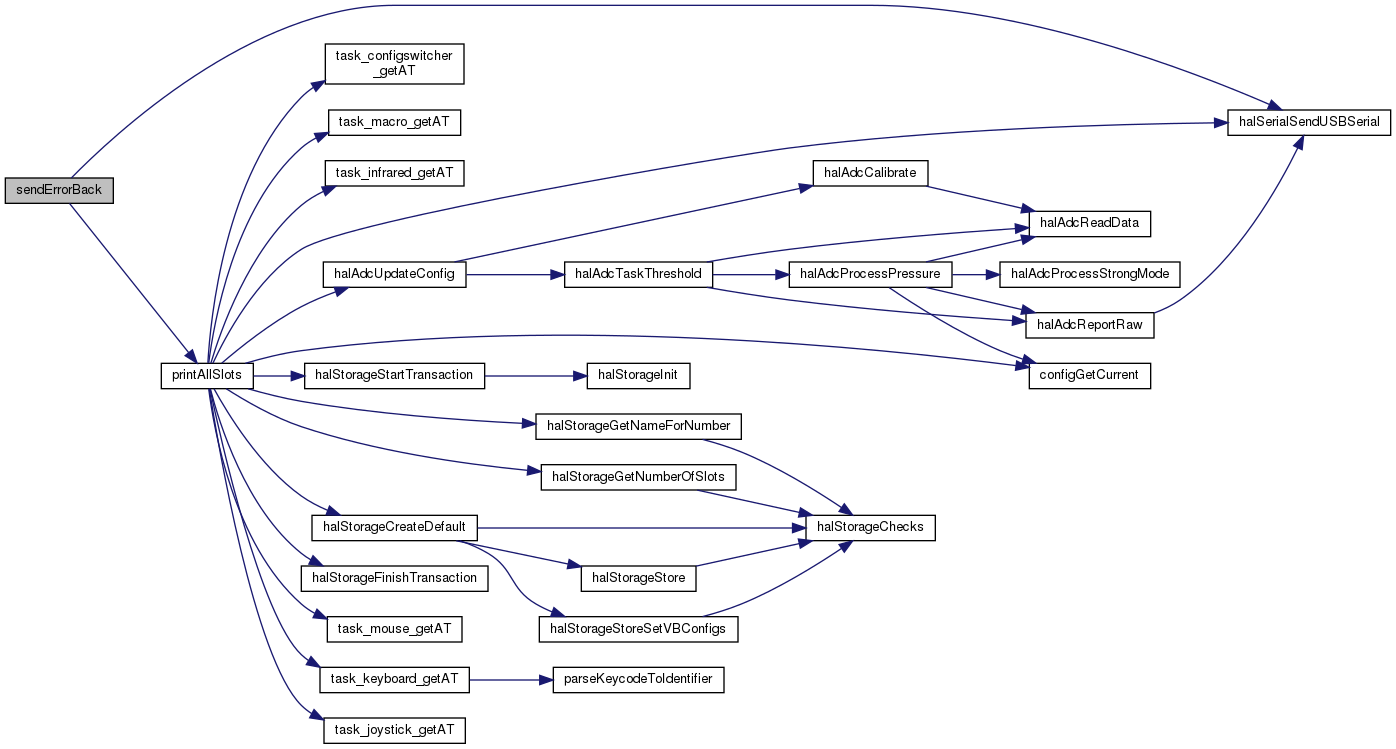 task_configswitcher
_getAT
task_macro_getAT
halSerialSendUSBSerial
task_infrared_getAT
halAdcCalibrate
sendErrorBack
halAdcReadData
halAdcUpdateConfig
halAdcTaskThreshold
halAdcProcessPressure
halAdcProcessStrongMode
halAdcReportRaw
printAllSlots
halStorageStartTransaction
halStorageInit
configGetCurrent
halStorageGetNameForNumber
halStorageGetNumberOfSlots
halStorageCreateDefault
halStorageChecks
halStorageFinishTransaction
halStorageStore
task_mouse_getAT
halStorageStoreSetVBConfigs
task_keyboard_getAT
parseKeycodeToIdentifier
task_joystick_getAT